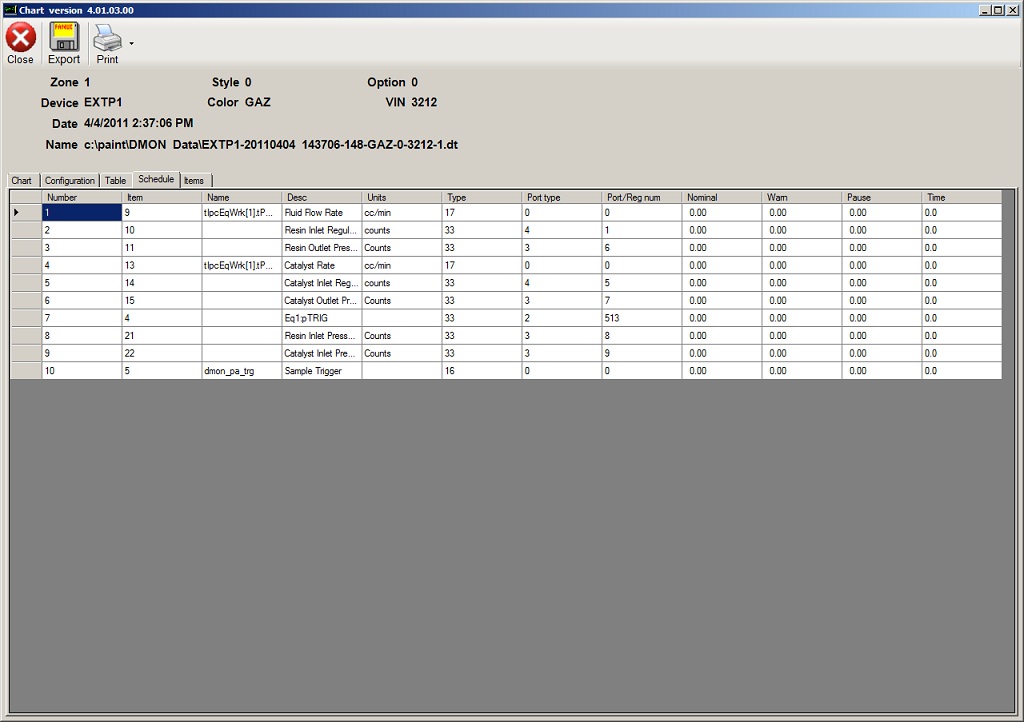 Chart version 4.01.03.00
FANUC
Close Export Print
Zone 1 Style 0 Option 0
Device EXTP1 Color GAZ VIN 3212
Date 4/4/2011 2:37:06 PM
Name c:\paint\DMON Data\EXTP1-20110404 143706-148-GAZ-0-3212-1.dt
Chart Configuration Table Schedule Items
Number Item Name Desc Units Type Port type Port/Reg num Nominal Warn Pause Time
1 9 tlpcEqWrk[1].tP... Fluid Flow Rate cc/min 17 0 0 0.00 0.00 0.00 0.0
2 10 Resin Inlet Regul... counts 33 4 1 0.00 0.00 0.00 0.0
3 11 Resin Outlet Pres... Counts 33 3 6 0.00 0.00 0.00 0.0
4 13 tlpcEqWrk[1].tP... Catalyst Rate cc/min 17 0 0 0.00 0.00 0.00 0.0
5 14 Catalyst Inlet Reg... counts 33 4 5 0.00 0.00 0.00 0.0
6 15 Catalyst Outlet Pr... Counts 33 3 7 0.00 0.00 0.00 0.0
7 4 Eq1:pTRIG 33 2 513 0.00 0.00 0.00 0.0
8 21 Resin Inlet Press... Counts 33 3 8 0.00 0.00 0.00 0.0
9 22 Catalyst Inlet Pre... Counts 33 3 9 0.00 0.00 0.00 0.0
10 5 dmon_pa_trg Sample Trigger 16 0 0 0.00 0.00 0.00 0.0